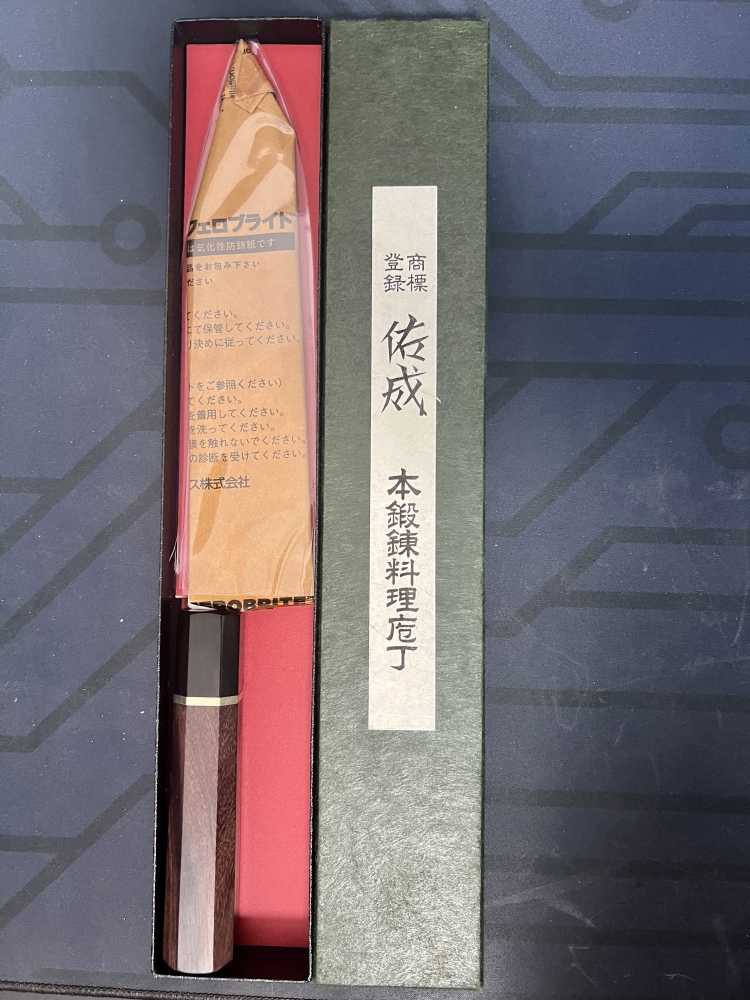 フェロブライト
は気化性防錆紙です
品をお包み下さい
ださい
てください。
にて保管してください。
り決めに従ってください。
トをご参照ください)
てください。
を着用してください。
を洗ってください。
膜を触れないでください。
の診断を受けてください。
ス株式会社
ROBRITE
商標
登録
佑成
本鍛錬料理庖丁